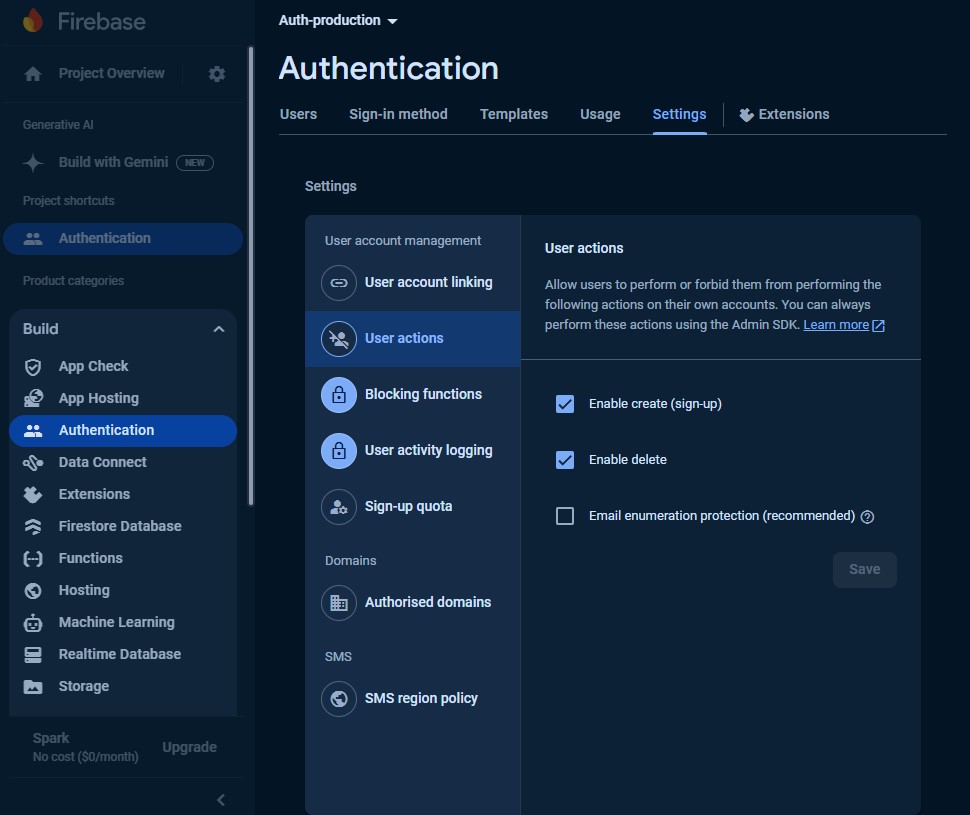 Firebase
Project Overview
Generative AI
Build with Gemini NEW
Project shortcuts
Authentication
Product categories
Build
App Check
App Hosting
Authentication
Data Connect
Extensions
Firestore Database
Functions
Hosting
Machine Learning
Realtime Database
Storage
Spark
No cost ($0/month)
Upgrade
Auth-production
Authentication
Users Sign-in method Templates Usage Settings Extensions
Settings
User account management
User account linking
User actions
Blocking functions
User activity logging
Sign-up quota
Domains
Authorised domains
SMS
SMS region policy
User actions
Allow users to perform or forbid them from performing the
following actions on their own accounts. You can always
perform these actions using the Admin SDK. Learn more
Enable create (sign-up)
Enable delete
Email enumeration protection (recommended)
Save